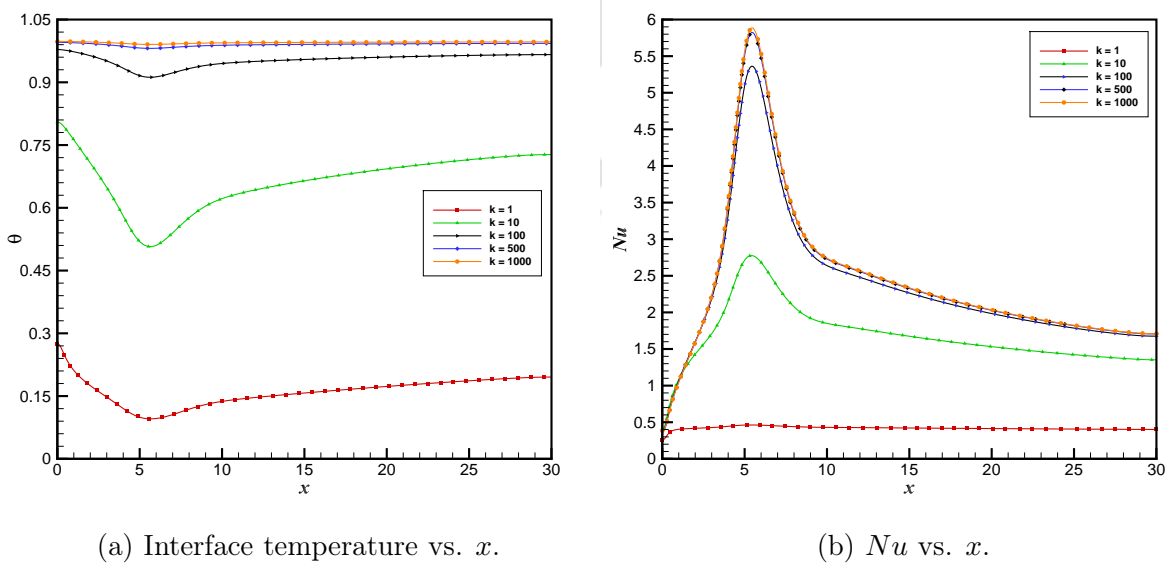 1.05
0.9
0.75
0.6
0.45
0.3
0.15
0
θ
k = 1
k = 10
k = 100
k = 500
k = 1000
0 5 10 15 20 25 30
x
(a) Interface temperature vs. x.
6
5.5
5
4.5
4
3.5
3
2.5
2
1.5
1
0.5
0
Nu
k = 1
k = 10
k = 100
k = 500
k = 1000
0 5 10 15 20 25 30
x
(b) Nu vs. x.